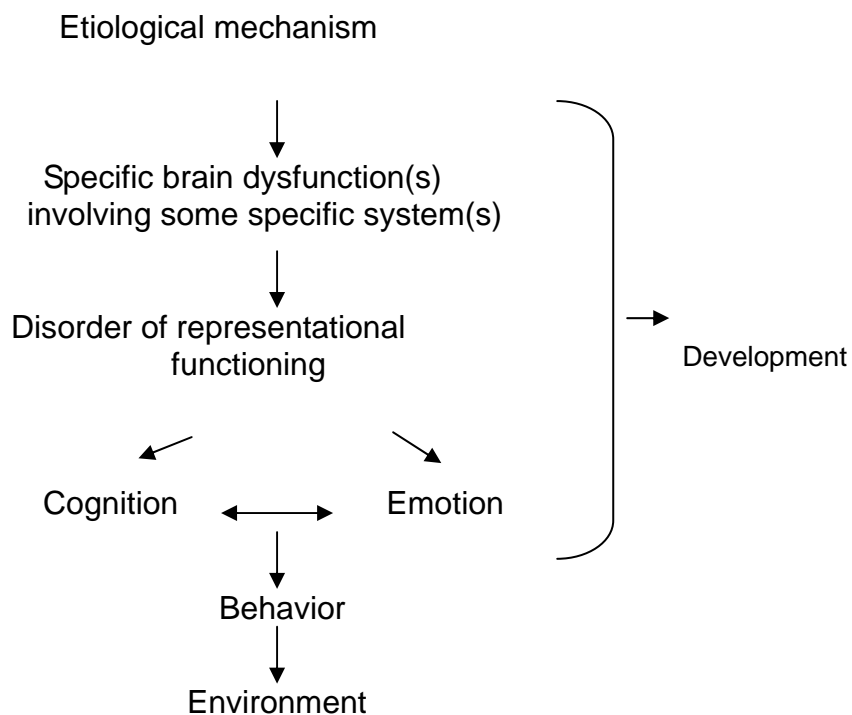 Etiological mechanism
Specific brain dysfunction(s)
involving some specific system(s)
Disorder of representational
functioning
Development
Cognition
Emotion
Behavior
Environment